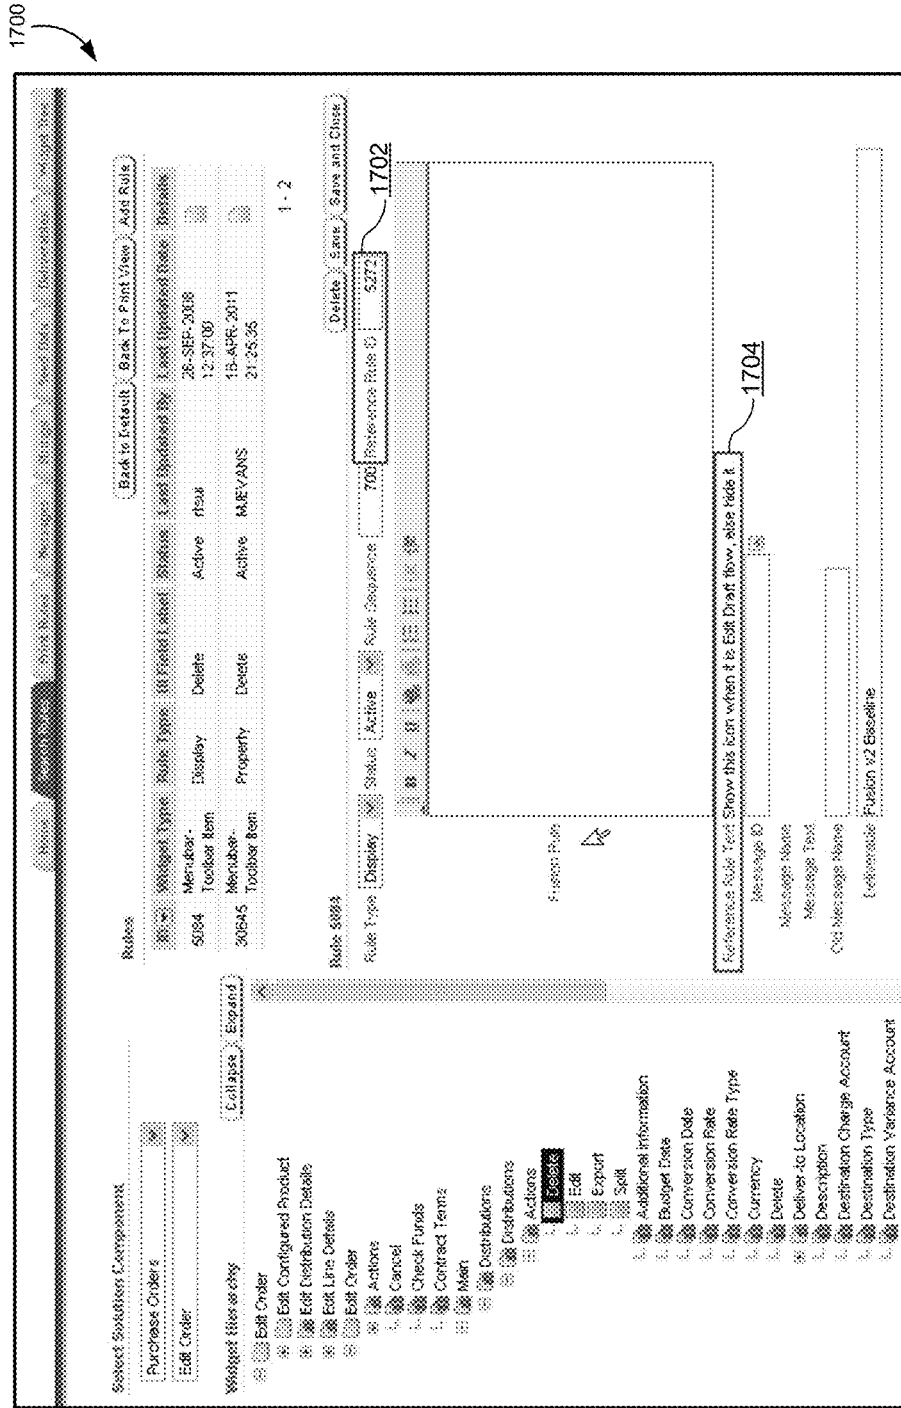 1700
Back to Default Back To Print View Add Rule
Rules
Widget Type Rule Type UI Field Label Status Last Updated By Last Updated Date Details
5084 Menubar-Toolbar Item Display Delete Active rtsui 12:37:00
30645 Menubar-Toolbar Item Property Delete Active MJEVANS 18-APR-2011 21:25:35
1 - 2
Select Solution Component
Purchase Orders
Edit Order
Widget Hierarchy
Collapse Expand
Edit Order
Edit Configured Product
Edit Distribution Details
Edit Line Details
Edit Order
Actions
Cancel
Check Funds
Contract Terms
Main
Distributions
Distributions
Actions
Delete
Edit
Export
Split
Additional Information
Budget Date
Conversion Date
Conversion Rate
Conversion Rate Type
Currency
Delete
Deliver-to Location
Description
Destination Charge Account
Destination Type
Destination Variance Account
Rule 5084
Delete Save Save and Close
Rule Type Display Status Active Rule Sequence 700 Reference Rule ID 5272
1702
B I U
Fusion Rule
Reference Rule Text Show this icon when it is Edit Draft flow, else hide it
1704
Message ID
Message Name
Message Text
Old Message Name
Deliverable Fusion v2 Baseline